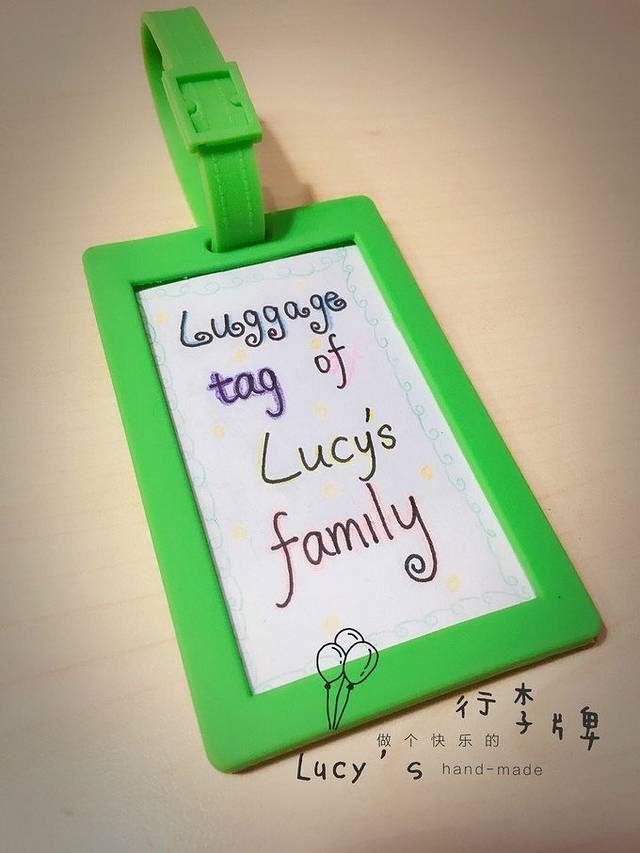 Luggage
tag of
Lucy's
family
行李牌
做个快乐的
Lucy's hand-made